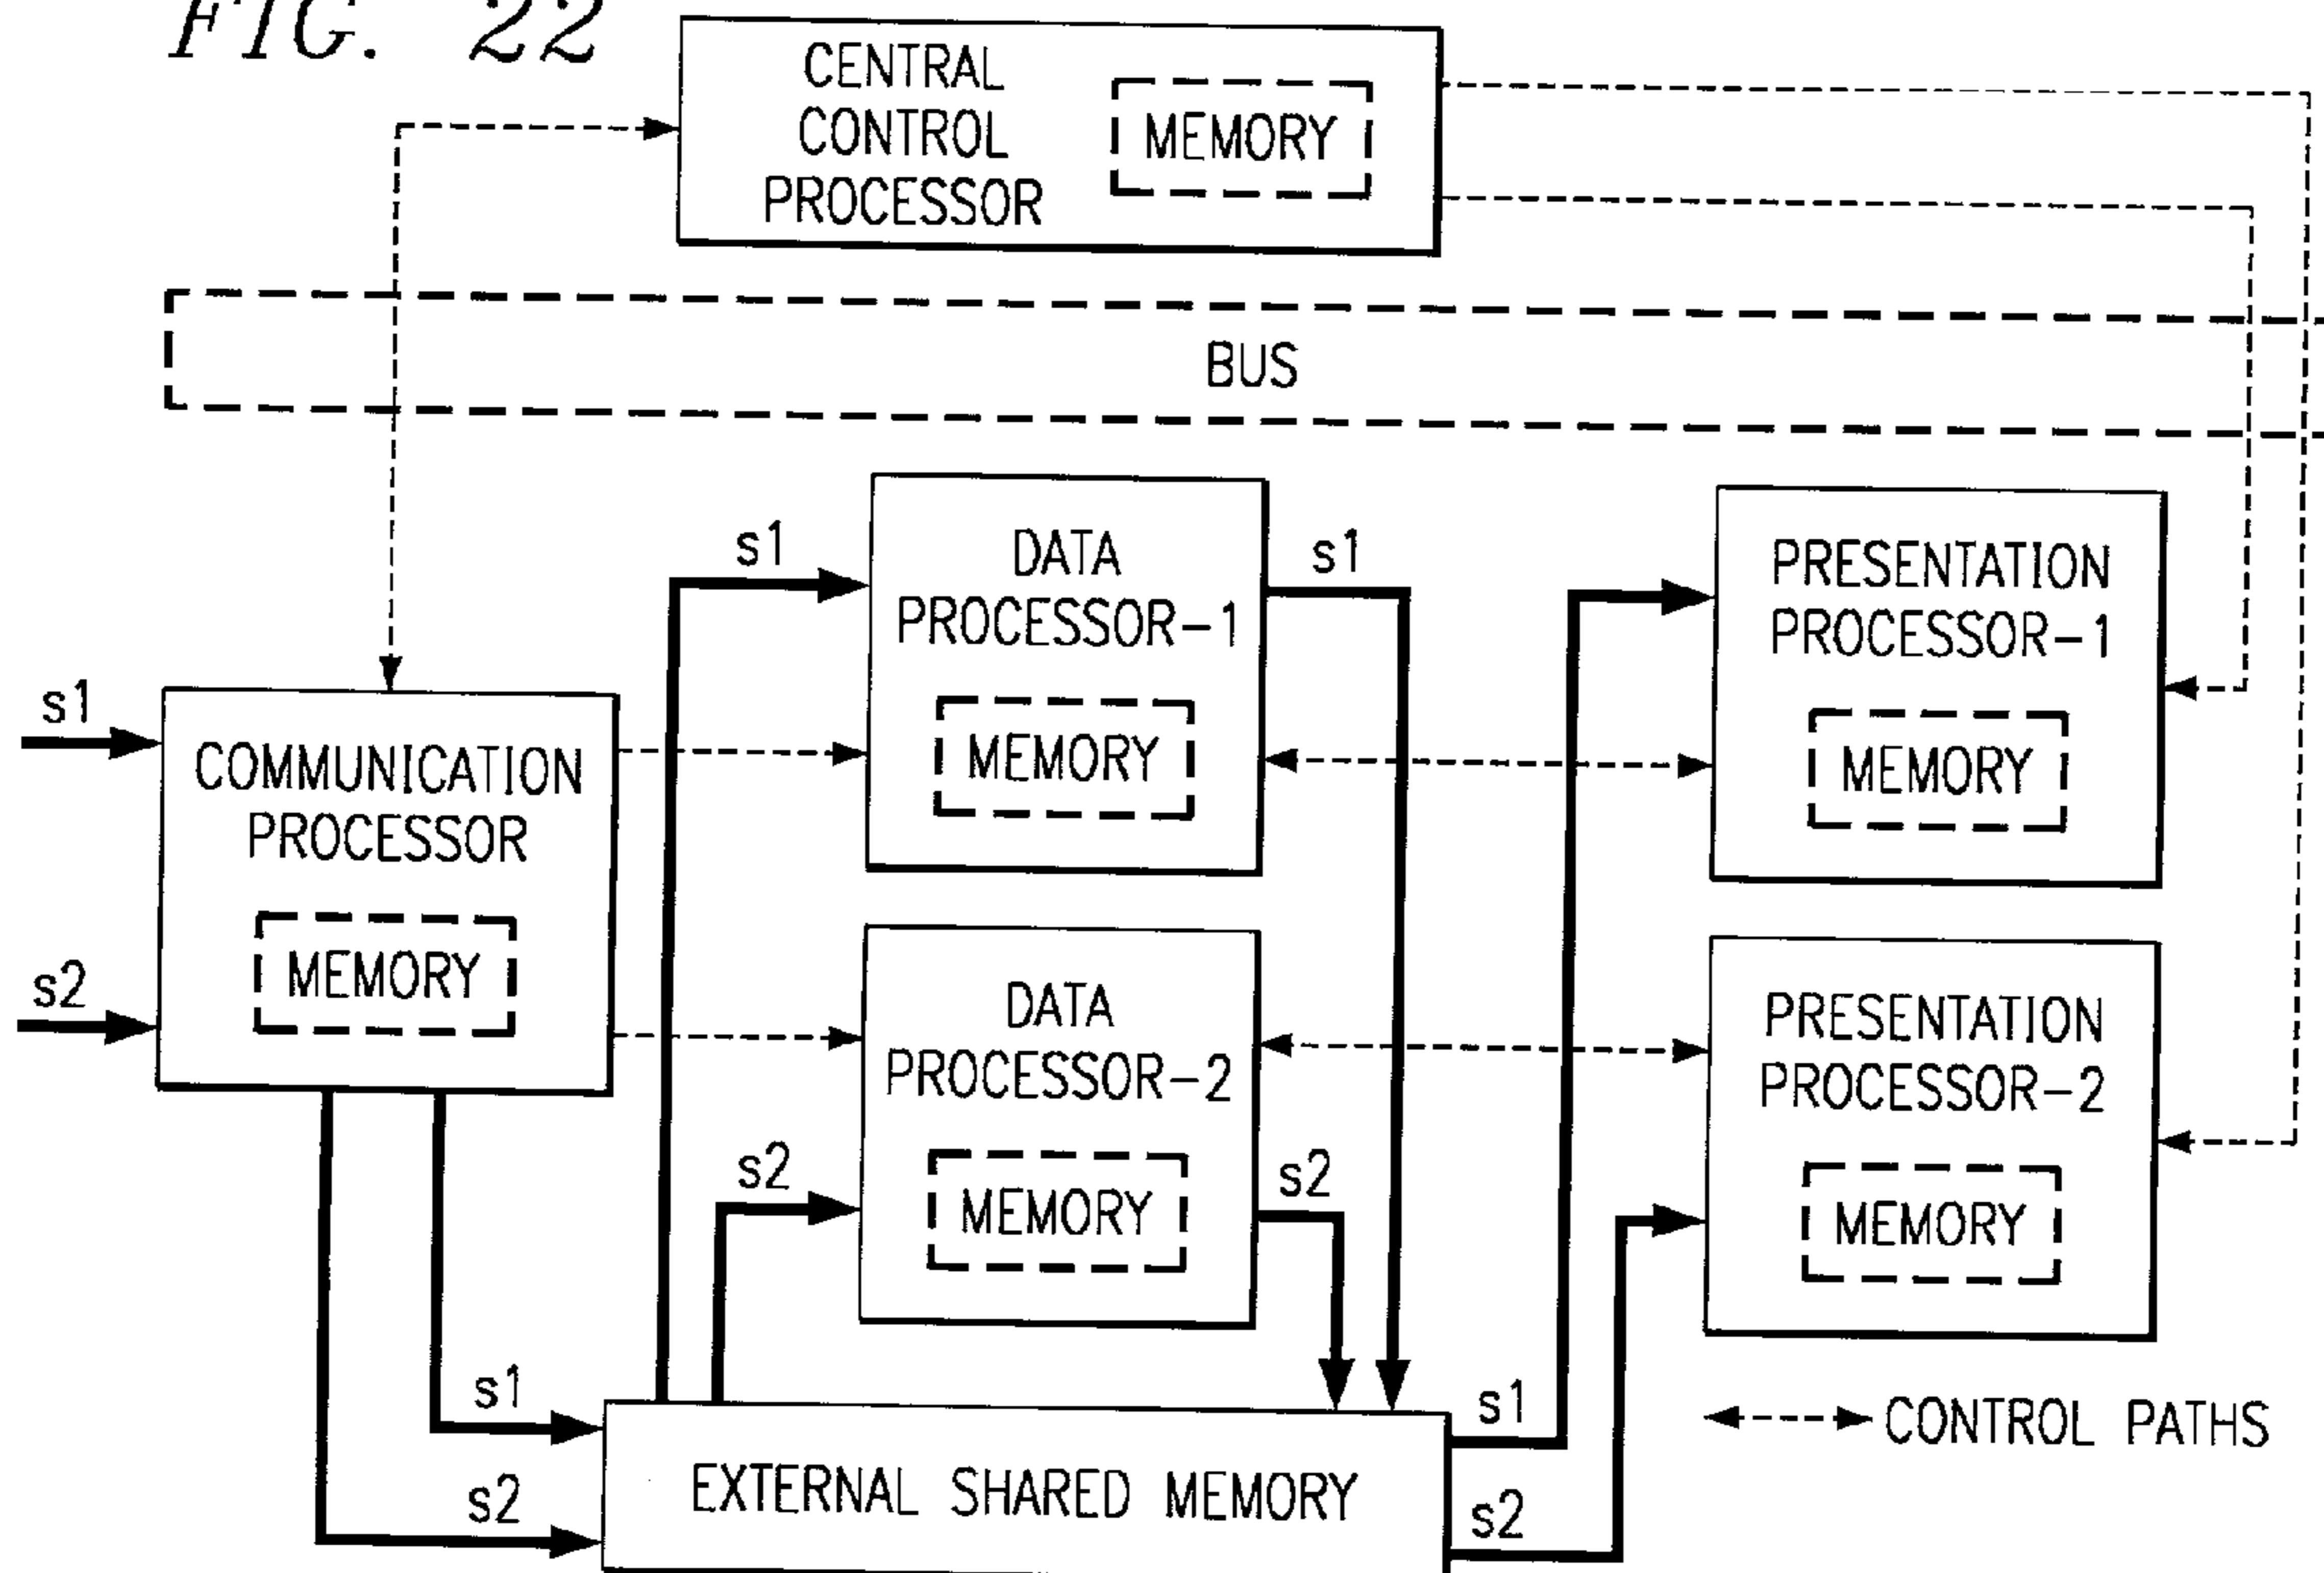 FIG. 22
CENTRAL
CONTROL
PROCESSOR
MEMORY
BUS
s1
s2
COMMUNICATION
PROCESSOR
MEMORY
s1
DATA
PROCESSOR-1
MEMORY
s1
s2
DATA
PROCESSOR-2
MEMORY
s2
PRESENTATION
PROCESSOR-1
MEMORY
PRESENTATION
PROCESSOR-2
MEMORY
s1
s2
EXTERNAL SHARED MEMORY
s1
s2
CONTROL PATHS